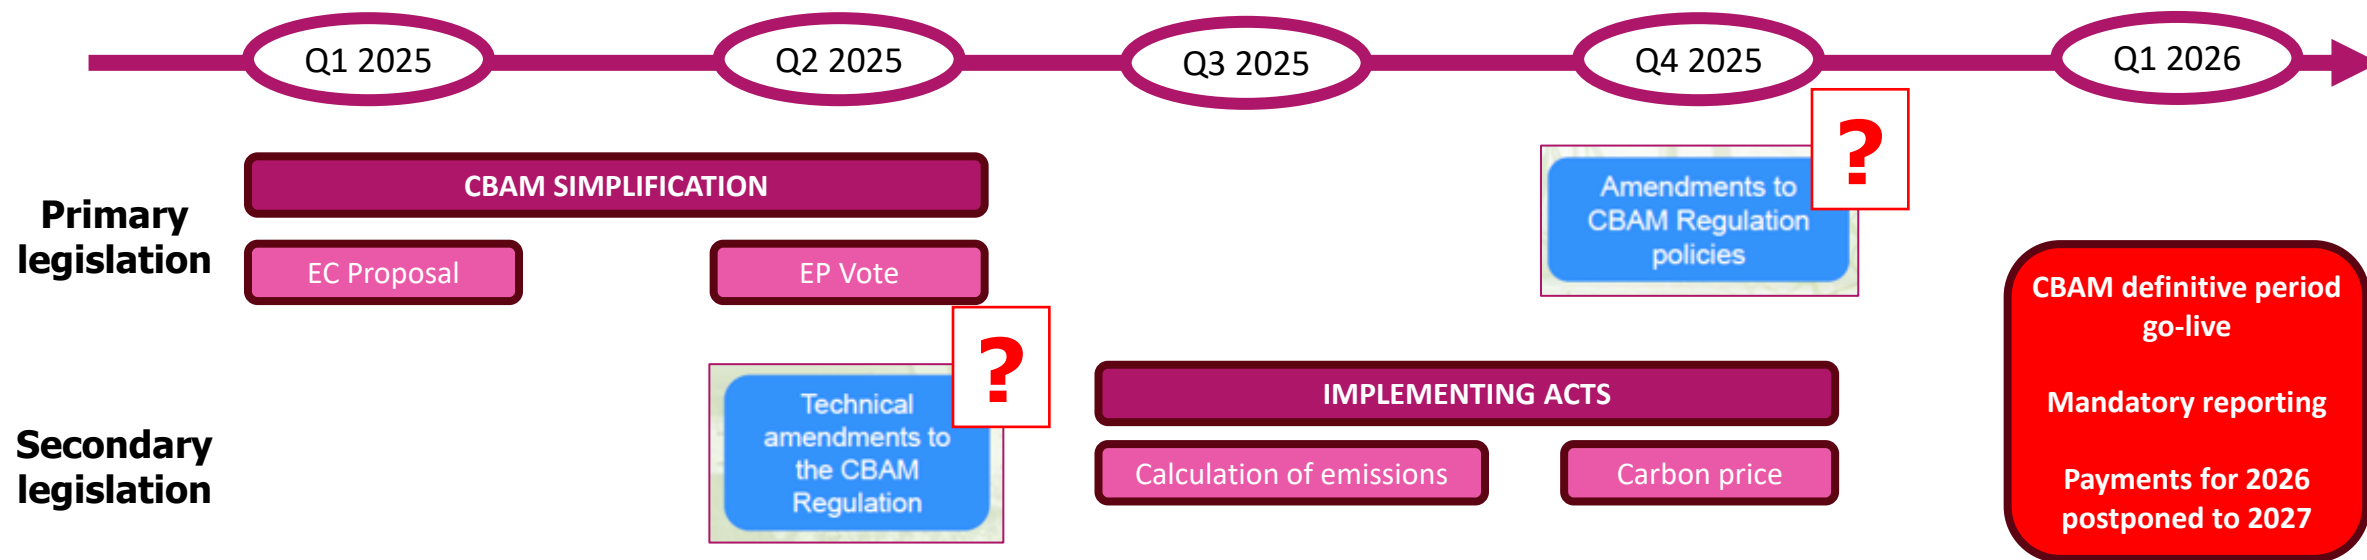 Q1 2025
Q2 2025
Q3 2025
Q4 2025
Q1 2026
Primary
legislation
CBAM SIMPLIFICATION
EC Proposal
EP Vote
Amendments to
CBAM Regulation
policies
?
Secondary
legislation
Technical
amendments to
the CBAM
Regulation
?
IMPLEMENTING ACTS
Calculation of emissions
Carbon price
CBAM definitive period
go-live
Mandatory reporting
Payments for 2026
postponed to 2027